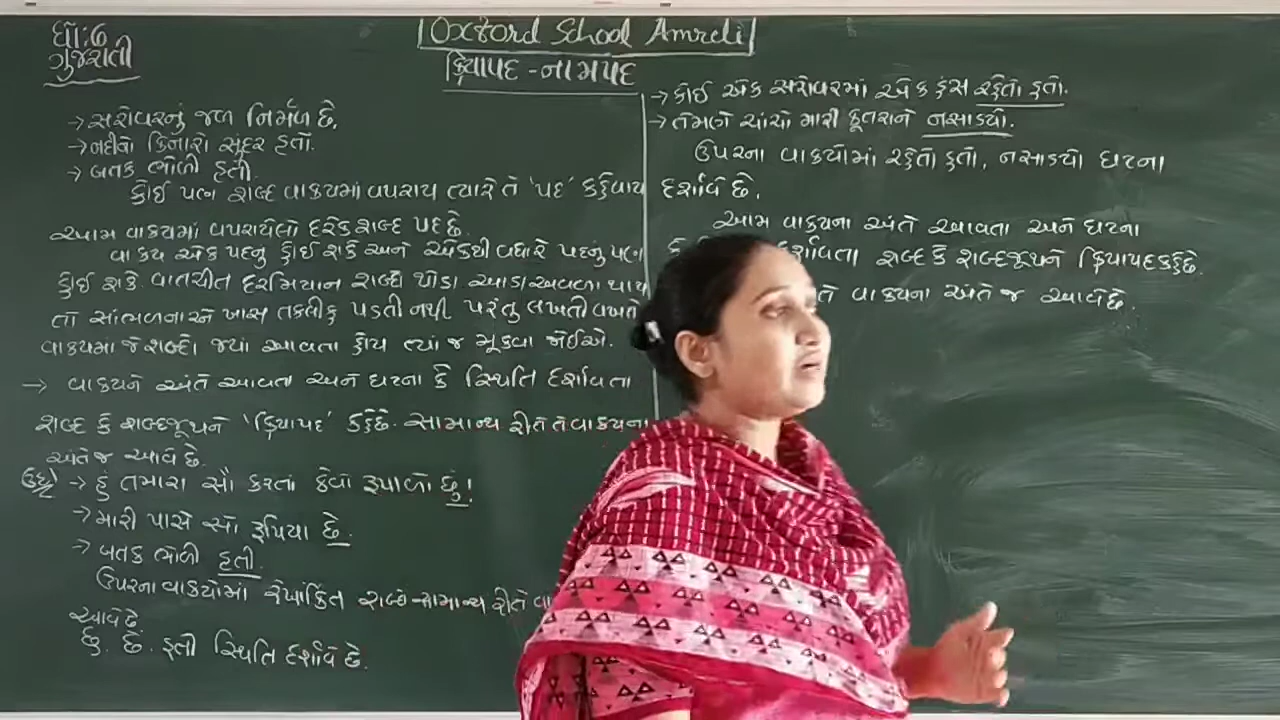 ધો:૭
ગુજરાતી
Oxford School Amreli
ક્રિયાપદ - નામપદ
→ સરોવરનું જળ નિર્મળ છે.
→ નદીનો કિનારો સુંદર હતો.
→ બતક ભોળી હતી.
કોઈ પણ શબ્દ વાક્યમાં વપરાય ત્યારે તે 'પદ' કહેવાય
આમ વાક્યમાં વપરાયેલો દરેક શબ્દ પદ છે.
વાક્ય એક પદનું હોઈ શકે અને એકથી વધારે પદનું પણ
હોઈ શકે. વાતચીત દરમિયાન શબ્દો થોડા આડાઅવળા થાય
તો સાંભળનારને ખાસ તકલીફ પડતી નથી પરંતુ લખતી વખતે
વાક્યમાં જે શબ્દો જ્યાં આવતા હોય ત્યાં જ મૂકવા જોઈએ.
→ વાક્યને અંતે આવતા અને ઘટના કે સ્થિતિ દર્શાવતા
શબ્દ કે શબ્દજૂથને 'ક્રિયાપદ' કહે છે. સામાન્ય રીતે તે વાક્યના
અંતે જ આવે છે.
ઉદા → હું તમારા સૌ કરતાં કેવો રૂપાળો છું!
→ મારી પાસે સો રૂપિયા છે.
→ બતક ભોળી હતી.
ઉપરના વાક્યોમાં રેખાંકિત શબ્દો સામાન્ય રીતે વા
આવે છે.
છું. છે. હતી સ્થિતિ દર્શાવે છે.
→ કોઈ એક સરોવરમાં એક હંસ રહેતો હતો.
→ તેમણે ચાંચો મારી કૂતરાને નસાડ્યો.
ઉપરના વાક્યોમાં રહેતો હતો, નસાડ્યો ઘટના
દર્શાવે છે.
આમ વાક્યના અંતે આવતા અને ઘટના
દર્શાવતા શબ્દ કે શબ્દજૂથને ક્રિયાપદ કહે છે.
તે વાક્યના અંતે જ આવે છે.